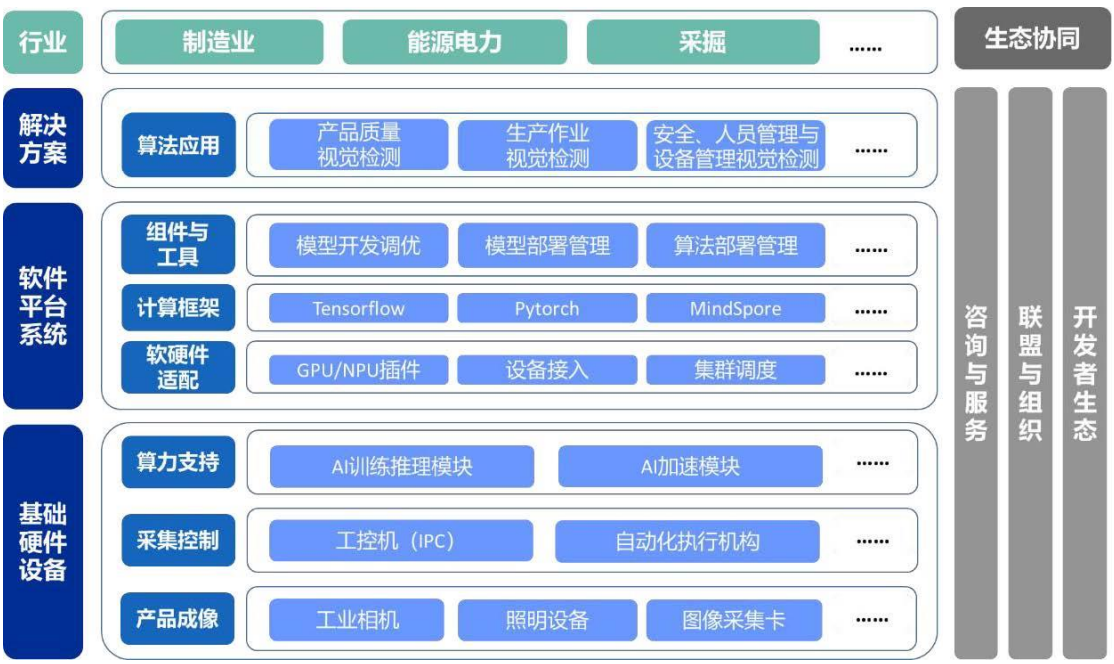 行业
制造业
能源电力
采掘
······
生态协同
解决
方案
算法应用
产品质量
视觉检测
生产作业
视觉检测
安全、人员管理与
设备管理视觉检测
······
软件
平台
系统
组件与
工具
模型开发调优
模型部署管理
算法部署管理
······
计算框架
Tensorflow
Pytorch
MindSpore
······
软硬件
适配
GPU/NPU插件
设备接入
集群调度
······
基础
硬件
设备
算力支持
AI训练推理模块
AI加速模块
······
采集控制
工控机（IPC）
自动化执行机构
······
产品成像
工业相机
照明设备
图像采集卡
······
咨询与服务
联盟与组织
开发者生态